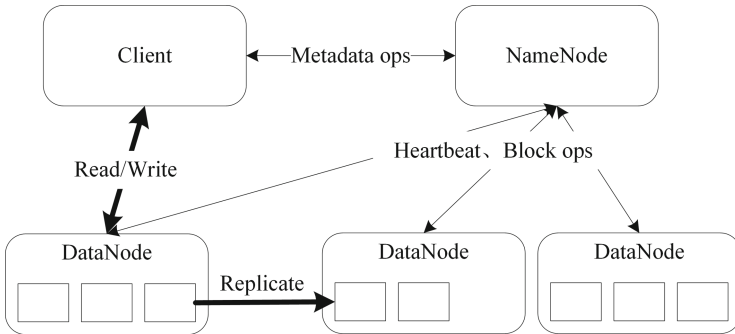 Client
Metadata ops
NameNode
Read/Write
Heartbeat、Block ops
DataNode
DataNode
DataNode
Replicate